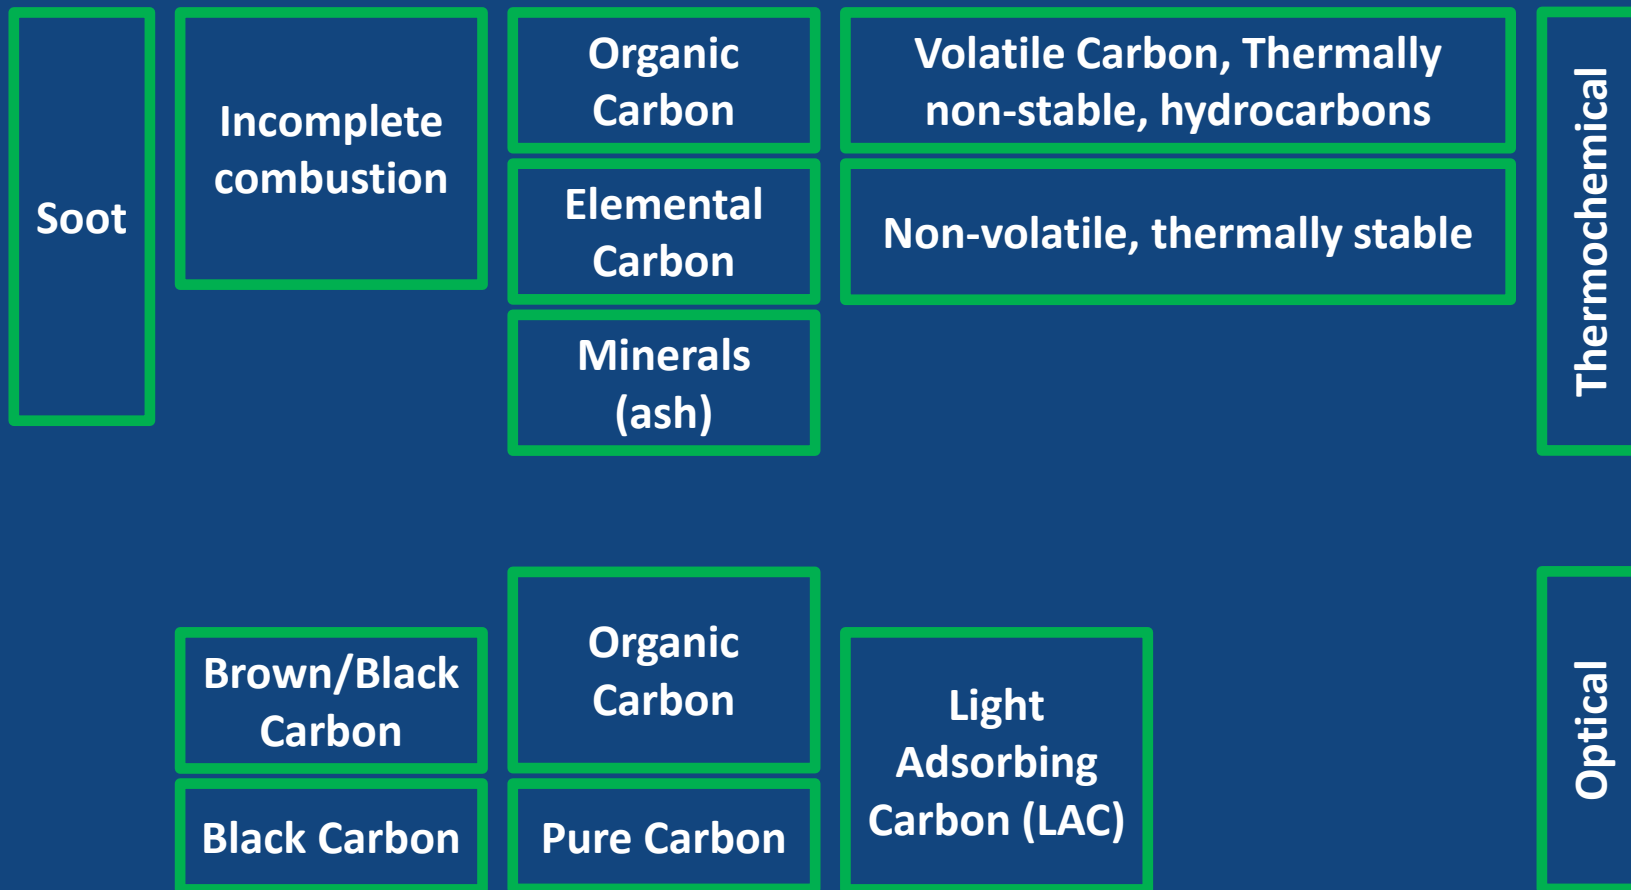 Soot
Incomplete
combustion
Organic
Carbon
Volatile Carbon, Thermally
non-stable, hydrocarbons
Elemental
Carbon
Non-volatile, thermally stable
Minerals
(ash)
Thermochemical
Brown/Black
Carbon
Organic
Carbon
Light
Adsorbing
Carbon (LAC)
Black Carbon
Pure Carbon
Optical